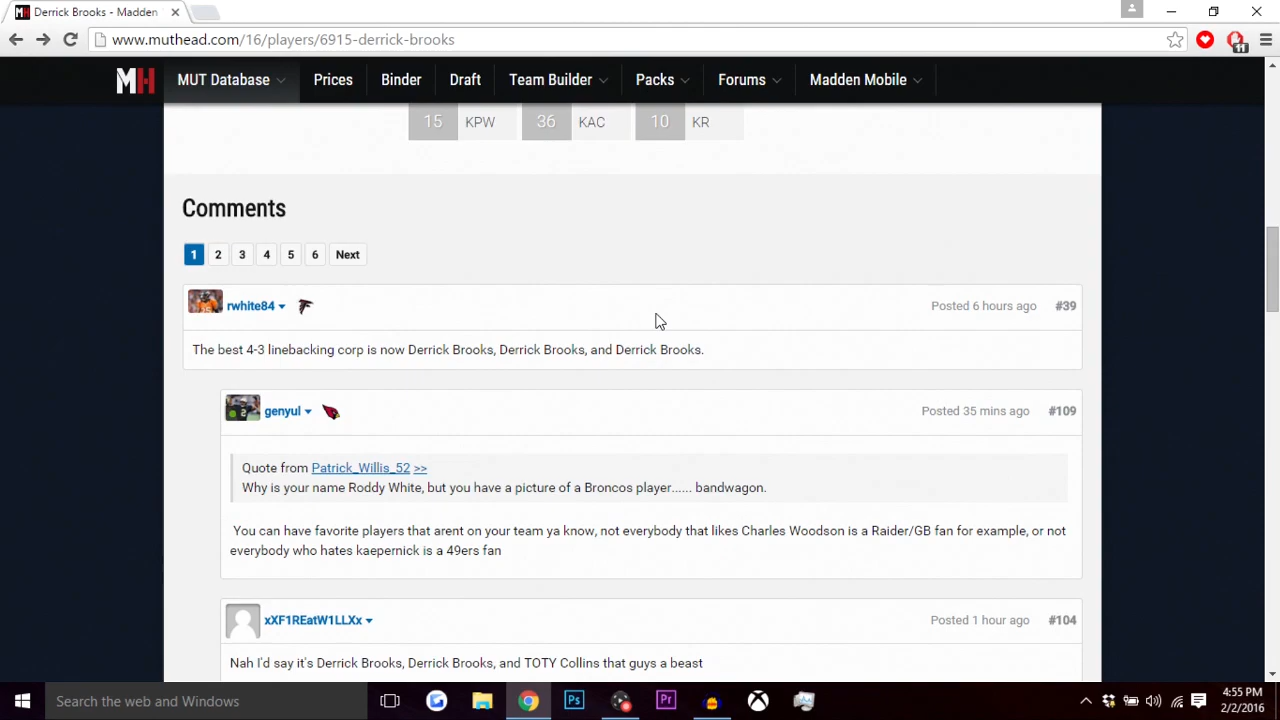 MH Derrick Brooks - Madden
www.muthead.com/16/players/6915-derrick-brooks
11
MH MUT Database Prices Binder Draft Team Builder Packs Forums Madden Mobile
15 KPW 36 KAC 10 KR
Comments
1 2 3 4 5 6 Next
rwhite84 Posted 6 hours ago #39
The best 4-3 linebacking corp is now Derrick Brooks, Derrick Brooks, and Derrick Brooks.
genyul Posted 35 mins ago #109
Quote from Patrick_Willis_52 >>
Why is your name Roddy White, but you have a picture of a Broncos player...... bandwagon.
You can have favorite players that arent on your team ya know, not everybody that likes Charles Woodson is a Raider/GB fan for example, or not
everybody who hates kaepernick is a 49ers fan
xXF1REatW1LLXx Posted 1 hour ago #104
Nah I'd say it's Derrick Brooks, Derrick Brooks, and TOTY Collins that guys a beast
Search the web and Windows Ps Pr 4:55 PM
2/2/2016